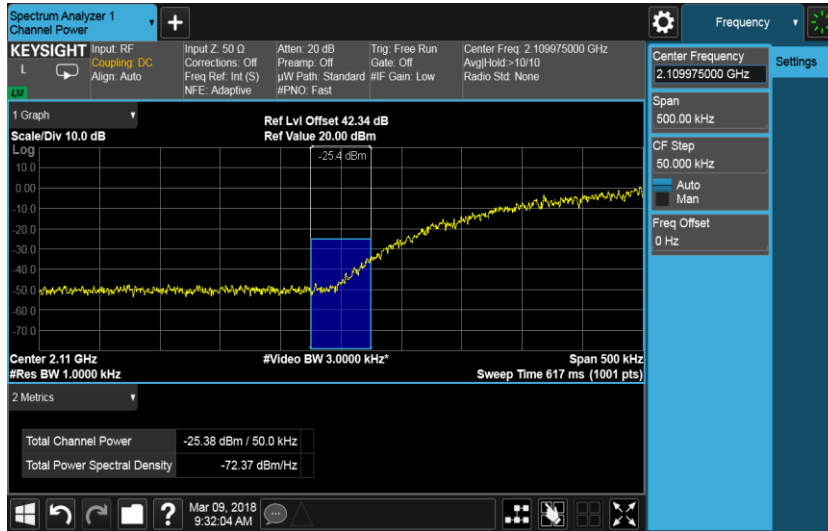 Spectrum Analyzer 1
Channel Power
Frequency
KEYSIGHT
L
LXI
Input: RF
Coupling: DC
Align: Auto
Input Z: 50 Ω
Corrections: Off
Freq Ref: Int (S)
NFE: Adaptive
Atten: 20 dB
Preamp: Off
µW Path: Standard
#PNO: Fast
Trig: Free Run
Gate: Off
#IF Gain: Low
Center Freq: 2.109975000 GHz
Avg|Hold:>10/10
Radio Std: None
Center Frequency
2.109975000 GHz
Settings
Span
500.00 kHz
CF Step
50.000 kHz
Auto
Man
Freq Offset
0 Hz
1 Graph
Scale/Div 10.0 dB
Ref Lvl Offset 42.34 dB
Ref Value 20.00 dBm
Log
-25.4 dBm
10.0
0.00
-10.0
-20.0
-30.0
-40.0
-50.0
-60.0
-70.0
Center 2.11 GHz
#Res BW 1.0000 kHz
#Video BW 3.0000 kHz*
Span 500 kHz
Sweep Time 617 ms (1001 pts)
2 Metrics
Total Channel Power -25.38 dBm / 50.0 kHz
Total Power Spectral Density -72.37 dBm/Hz
?
Mar 09, 2018
9:32:04 AM